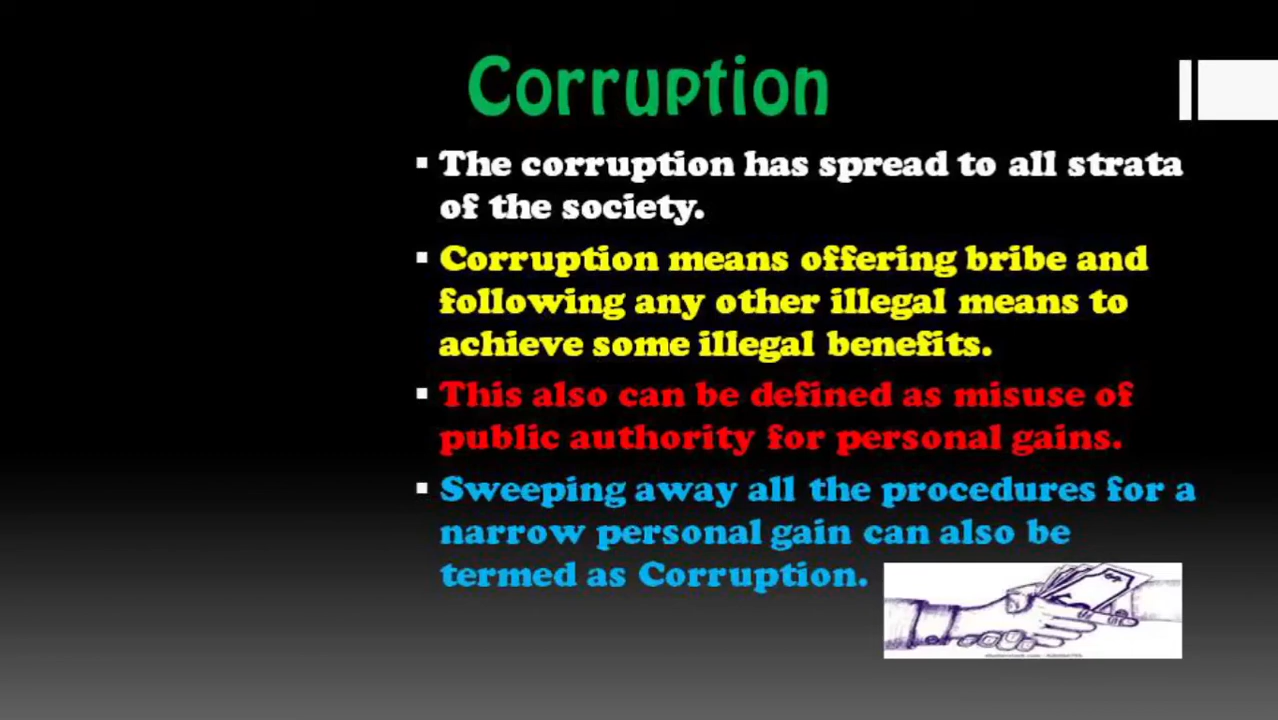 Corruption
The corruption has spread to all strata
of the society.
Corruption means offering bribe and
following any other illegal means to
achieve some illegal benefits.
This also can be defined as misuse of
public authority for personal gains.
Sweeping away all the procedures for a
narrow personal gain can also be
termed as Corruption.